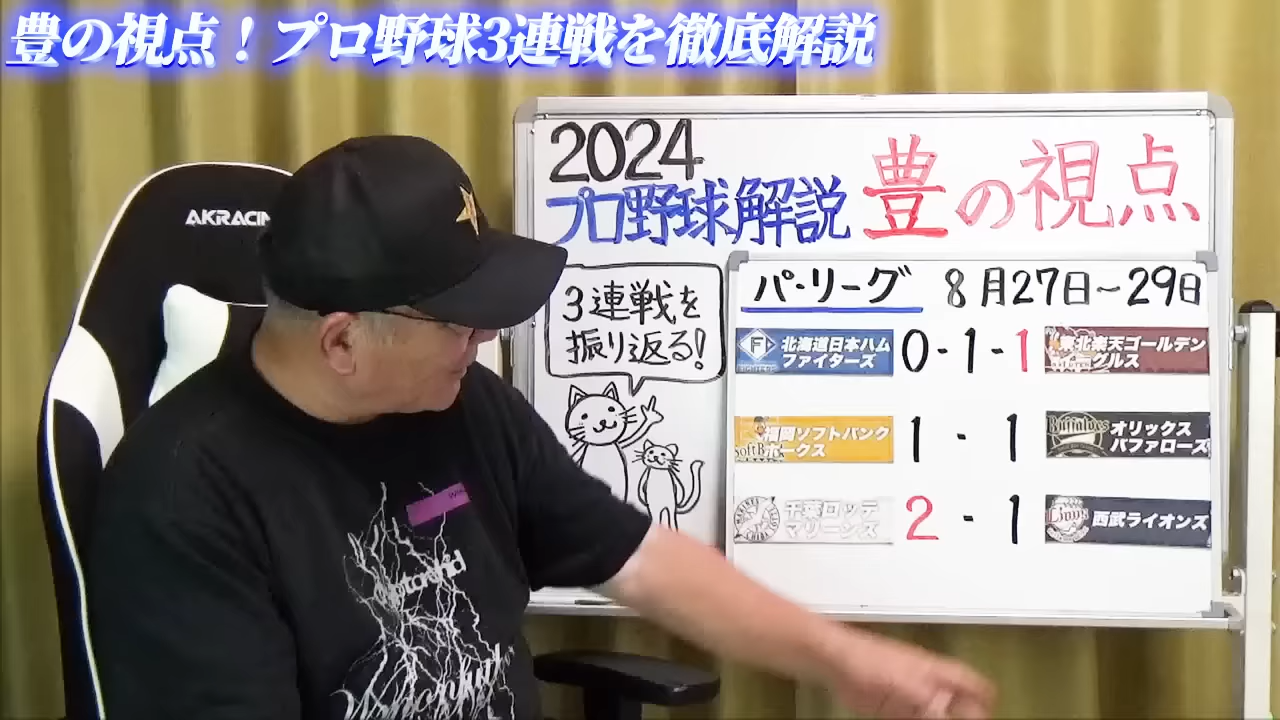 豊の視点！プロ野球3連戦を徹底解説
AKRACIN
2024
プロ野球解説 豊の視点
3連戦を
振り返る!
パ・リーグ 8月27日~29日
北海道日本ハム
ファイターズ
0-1-1
東北楽天ゴールデン
グルス
福岡ソフトバンク
ークス
1-1
Buffaloes
オリックス
バファローズ
千葉ロッテ
マリーンズ
2-1
Lions
西武ライオンズ